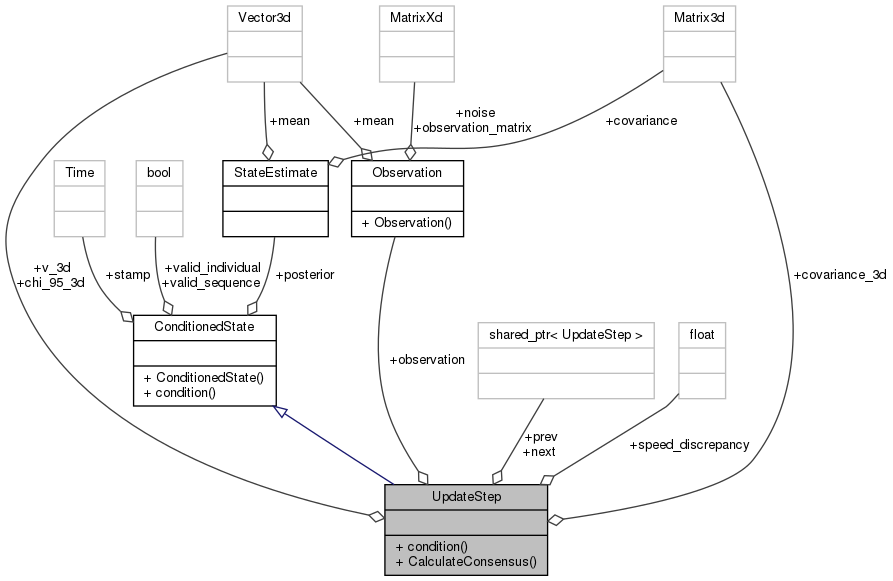 Vector3d
MatrixXd
Matrix3d
+mean
+mean
+noise
+observation_matrix
+covariance
Time
bool
StateEstimate
Observation
+ Observation()
+v_3d
+chi_95_3d
+stamp
+valid_individual
+valid_sequence
+posterior
+covariance_3d
ConditionedState
+ ConditionedState()
+ condition()
+observation
shared_ptr< UpdateStep >
float
+prev
+next
+speed_discrepancy
UpdateStep
+ condition()
+ CalculateConsensus()